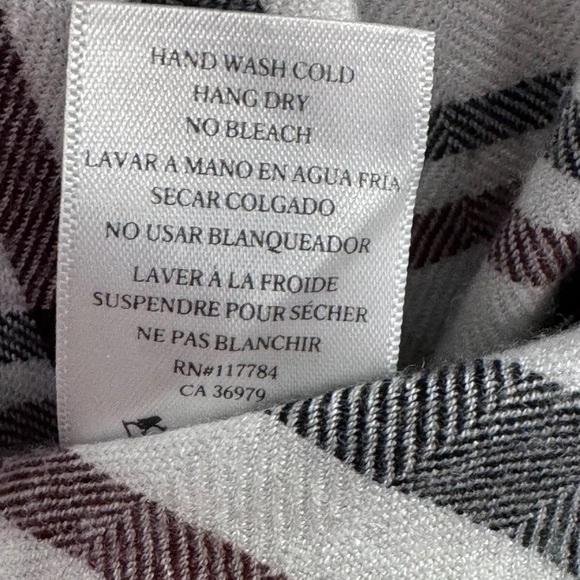 HAND WASH COLD
HANG DRY
NO BLEACH
LAVAR A MANO EN AGUA FRIA
SECAR COLGADO
NO USAR BLANQUEADOR
LAVER A LA FROIDE
SUSPENDRE POUR SÉCHER
NE PAS BLANCHIR
RN#117784
CA 36979